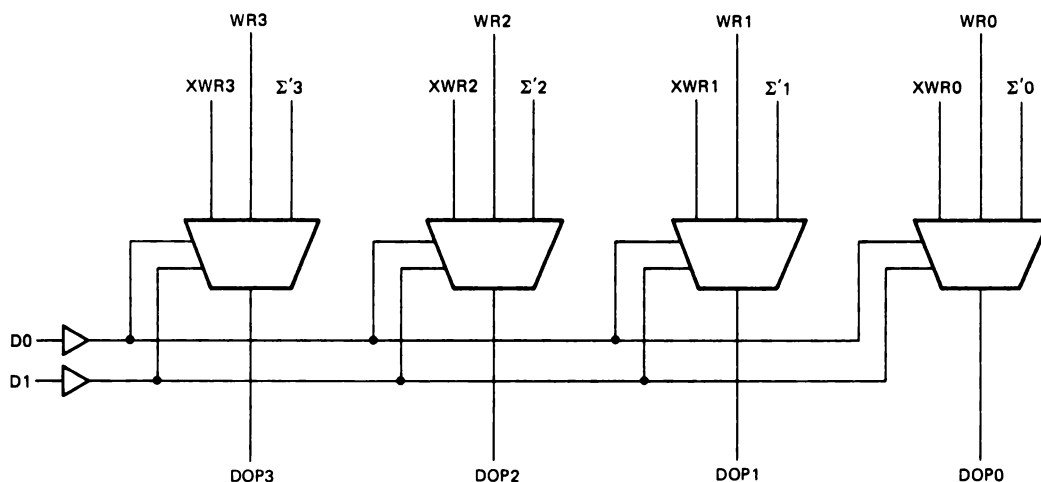 WR3 WR2 WR1 WR0
XWR3 Σ'3 XWR2 Σ'2 XWR1 Σ'1 XWR0 Σ'0
D0
D1
DOP3 DOP2 DOP1 DOP0